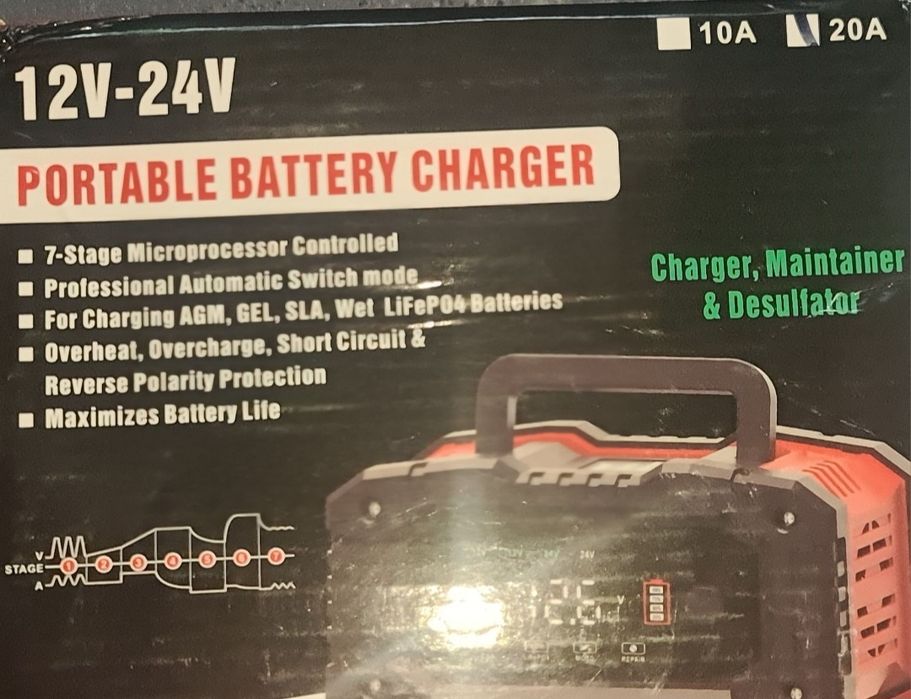 10A 20A
12V-24V
PORTABLE BATTERY CHARGER
7-Stage Microprocessor Controlled
Professional Automatic Switch mode
For Charging AGM, GEL, SLA, Wet LiFePO4 Batteries
Overheat, Overcharge, Short Circuit &
Reverse Polarity Protection
Maximizes Battery Life
Charger, Maintainer
& Desulfator
V
STAGE 1 2 3 4 5 6 7
A
24V
V
REPAIR